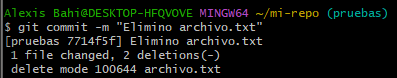 Alexis Bahi@DESKTOP-HFQVOVE MINGW64 ~/mi-repo (pruebas)
$ git commit -m "Elimino archivo.txt"
[pruebas 7714f5f] Elimino archivo.txt
 1 file changed, 2 deletions(-)
 delete mode 100644 archivo.txt